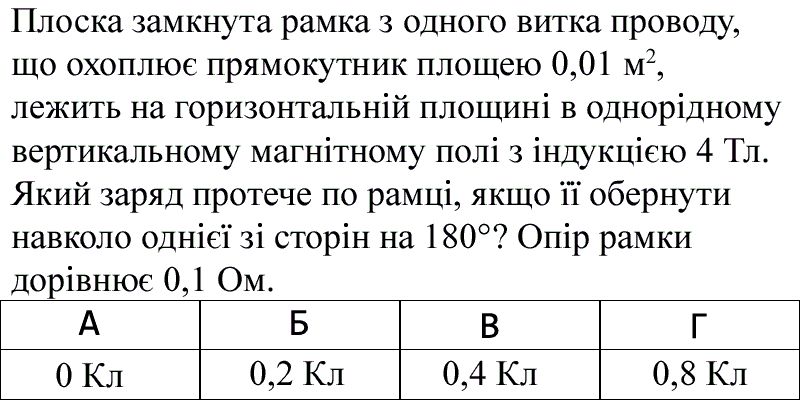 Плоска замкнута рамка з одного витка проводу,
що охоплює прямокутник площею 0,01 м²,
лежить на горизонтальній площині в однорідному
вертикальному магнітному полі з індукцією 4 Тл.
Який заряд протече по рамці, якщо її обернути
навколо однієї зі сторін на 180°? Опір рамки
дорівнює 0,1 Ом.
А Б В Г
0 Кл 0,2 Кл 0,4 Кл 0,8 Кл